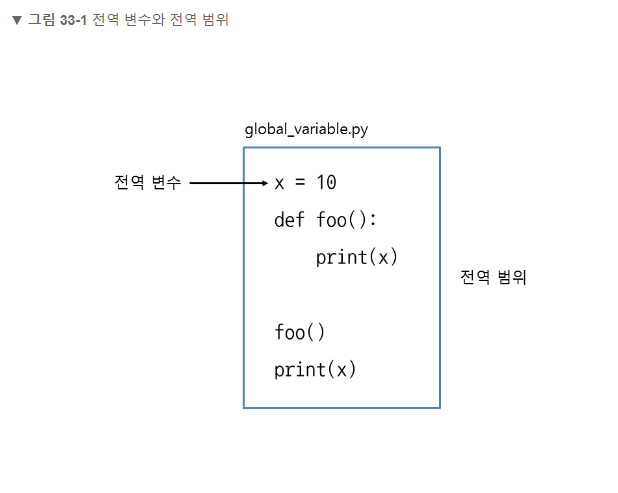 ▼ 그림 33-1 전역 변수와 전역 범위
global_variable.py
전역 변수
x = 10
def foo():
    print(x)
전역 범위
foo()
print(x)